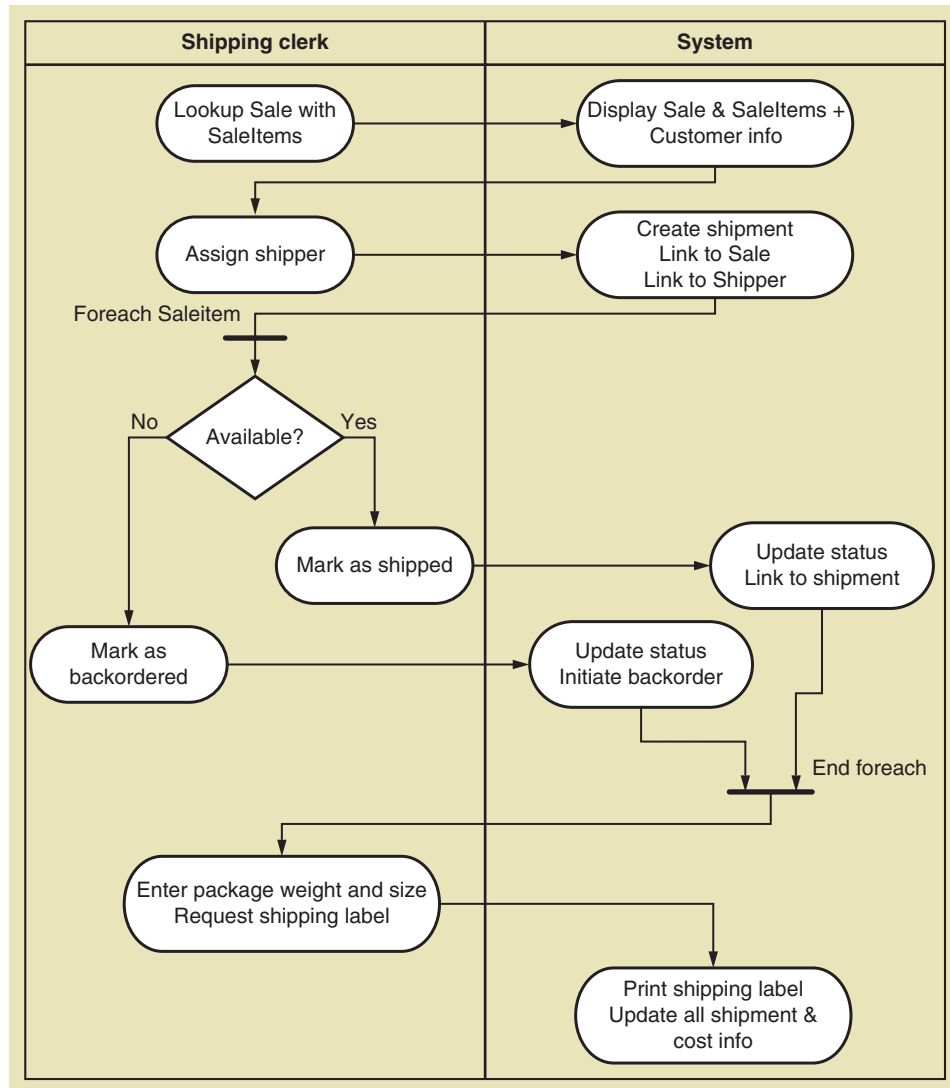 Shipping clerk
System
Lookup Sale with
SaleItems
Display Sale & SaleItems +
Customer info
Assign shipper
Create shipment
Link to Sale
Link to Shipper
Foreach Saleitem
No
Available?
Yes
Mark as shipped
Update status
Link to shipment
Mark as
backordered
Update status
Initiate backorder
End foreach
Enter package weight and size
Request shipping label
Print shipping label
Update all shipment &
cost info